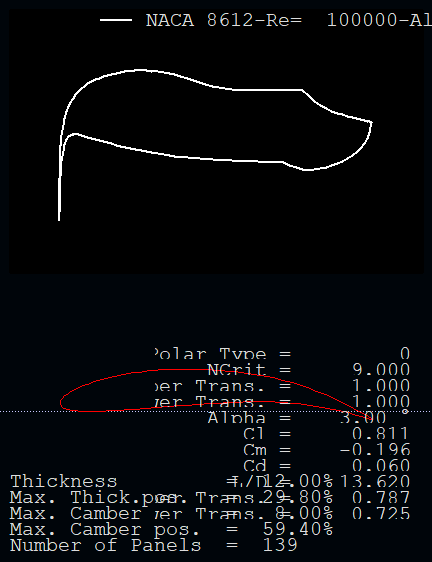 NACA 8612-Re= 100000-Al
Polar Type = 0
NCrit = 9.000
per Trans. = 1.000
per Trans. = 1.000
Alpha = 3.00 °
Cl = 0.811
Cm = -0.196
Cd = 0.060
Thickness = 12.00% L/D = 13.620
Max. Thick.pos. = 29.80% Trans. = 0.787
Max. Camber = 8.00% er Trans. = 0.725
Max. Camber pos. = 59.40%
Number of Panels = 139